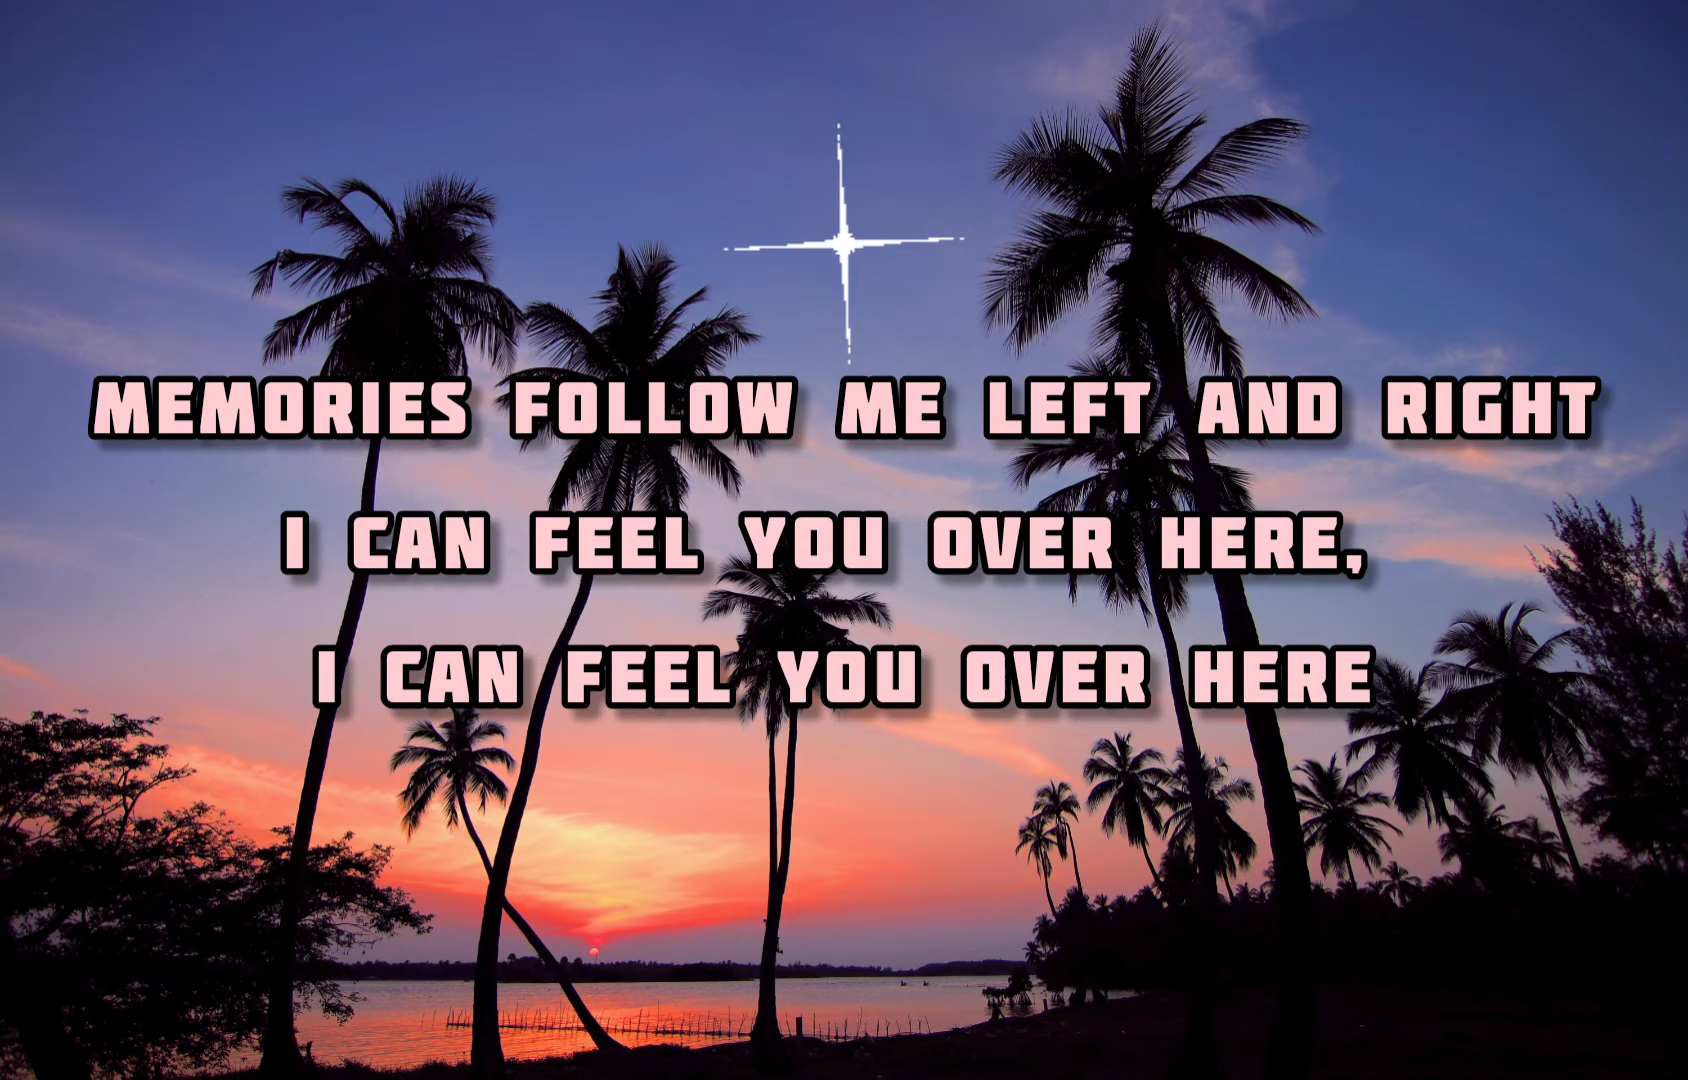 MEMORIES FOLLOW ME LEFT AND RIGHT
I CAN FEEL YOU OVER HERE,
I CAN FEEL YOU OVER HERE